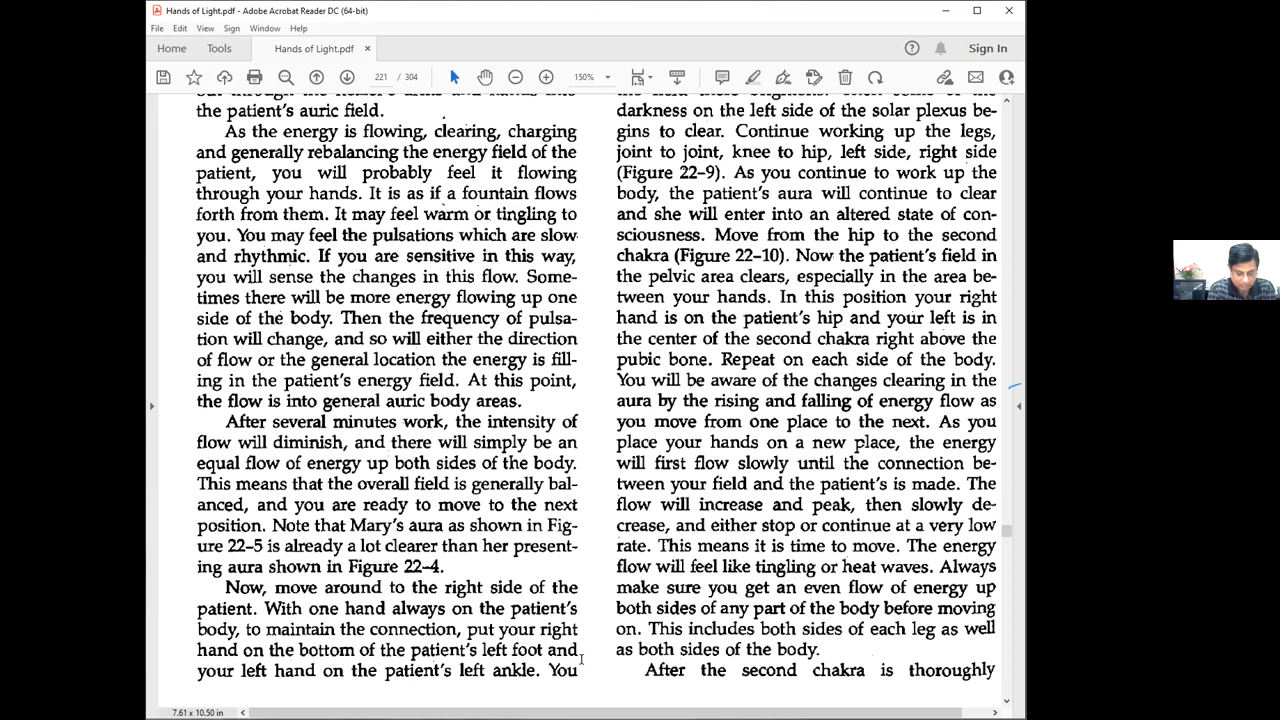 Hands of Light.pdf - Adobe Acrobat Reader DC (64-bit)
File Edit View Sign Window Help
Home Tools Hands of Light.pdf × Sign In
221 / 304 150%
the patient's auric field.
As the energy is flowing, clearing, charging
and generally rebalancing the energy field of the
patient, you will probably feel it flowing
through your hands. It is as if a fountain flows
forth from them. It may feel warm or tingling to
you. You may feel the pulsations which are slow
and rhythmic. If you are sensitive in this way,
you will sense the changes in this flow. Some-
times there will be more energy flowing up one
side of the body. Then the frequency of pulsa-
tion will change, and so will either the direction
of flow or the general location the energy is fill-
ing in the patient's energy field. At this point,
the flow is into general auric body areas.
After several minutes work, the intensity of
flow will diminish, and there will simply be an
equal flow of energy up both sides of the body.
This means that the overall field is generally bal-
anced, and you are ready to move to the next
position. Note that Mary's aura as shown in Fig-
ure 22-5 is already a lot clearer than her present-
ing aura shown in Figure 22-4.
Now, move around to the right side of the
patient. With one hand always on the patient's
body, to maintain the connection, put your right
hand on the bottom of the patient's left foot and
your left hand on the patient's left ankle. You
darkness on the left side of the solar plexus be-
gins to clear. Continue working up the legs,
joint to joint, knee to hip, left side, right side
(Figure 22-9). As you continue to work up the
body, the patient's aura will continue to clear
and she will enter into an altered state of con-
sciousness. Move from the hip to the second
chakra (Figure 22-10). Now the patient's field in
the pelvic area clears, especially in the area be-
tween your hands. In this position your right
hand is on the patient's hip and your left is in
the center of the second chakra right above the
pubic bone. Repeat on each side of the body.
You will be aware of the changes clearing in the
aura by the rising and falling of energy flow as
you move from one place to the next. As you
place your hands on a new place, the energy
will first flow slowly until the connection be-
tween your field and the patient's is made. The
flow will increase and peak, then slowly de-
crease, and either stop or continue at a very low
rate. This means it is time to move. The energy
flow will feel like tingling or heat waves. Always
make sure you get an even flow of energy up
both sides of any part of the body before moving
on. This includes both sides of each leg as well
as both sides of the body.
After the second chakra is thoroughly
7.61 x 10.50 in